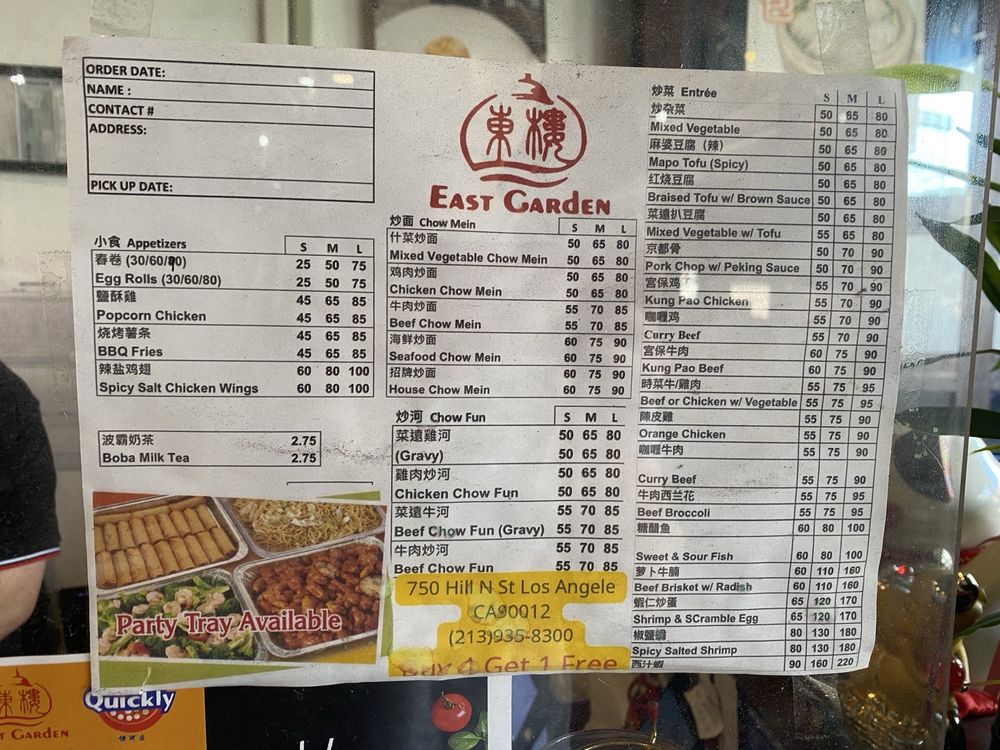 ORDER DATE:
NAME :
CONTACT #
ADDRESS:
PICK UP DATE:
東樓
EAST GARDEN
小食 Appetizers S M L
春卷 (30/60/90) 25 50 75
Egg Rolls (30/60/80) 25 50 75
鹽酥雞 45 65 85
Popcorn Chicken 45 65 85
烧烤薯条 45 65 85
BBQ Fries 45 65 85
辣盐鸡翅 60 80 100
Spicy Salt Chicken Wings 60 80 100
波霸奶茶 2.75
Boba Milk Tea 2.75
Party Tray Available
炒面 Chow Mein S M L
什菜炒面 50 65 80
Mixed Vegetable Chow Mein 50 65 80
鸡肉炒面 50 65 80
Chicken Chow Mein 50 65 80
牛肉炒面 55 70 85
Beef Chow Mein 55 70 85
海鲜炒面 60 75 90
Seafood Chow Mein 60 75 90
招牌炒面 60 75 90
House Chow Mein 60 75 90
炒河 Chow Fun S M L
菜遠雞河 50 65 80
(Gravy) 50 65 80
雞肉炒河 50 65 80
Chicken Chow Fun 50 65 80
菜遠牛河 55 70 85
Beef Chow Fun (Gravy) 55 70 85
牛肉炒河 55 70 85
Beef Chow Fun 55 70 85
750 Hill N St Los Angele
CA90012
(213)935-8300
Buy 4 Get 1 Free
炒菜 Entrée S M L
炒杂菜 50 65 80
Mixed Vegetable 50 65 80
麻婆豆腐 (辣) 50 65 80
Mapo Tofu (Spicy) 50 65 80
红烧豆腐 50 65 80
Braised Tofu w/ Brown Sauce 50 65 80
菜遠扒豆腐 50 65 80
Mixed Vegetable w/ Tofu 55 65 80
京都骨 50 70 90
Pork Chop w/ Peking Sauce 50 70 90
宮保鸡 55 70 90
Kung Pao Chicken 55 70 90
咖喱鸡 55 70 90
Curry Beef 55 70 90
宮保牛肉 60 75 90
Kung Pao Beef 60 75 90
時菜牛/雞肉 55 75 95
Beef or Chicken w/ Vegetable 55 75 95
陳皮雞 55 75 90
Orange Chicken 55 75 90
咖喱牛肉 55 75 90
Curry Beef 55 75 90
牛肉西兰花 55 75 95
Beef Broccoli 55 75 95
糖醋鱼 60 80 100
Sweet & Sour Fish 60 80 100
萝卜牛腩 60 110 160
Beef Brisket w/ Radish 60 110 160
蝦仁炒蛋 65 120 170
Shrimp & SCramble Egg 65 120 170
椒鹽蝦 80 130 180
Spicy Salted Shrimp 80 130 180
西汁蝦 90 160 220
東樓
T GARDEN
Quickly